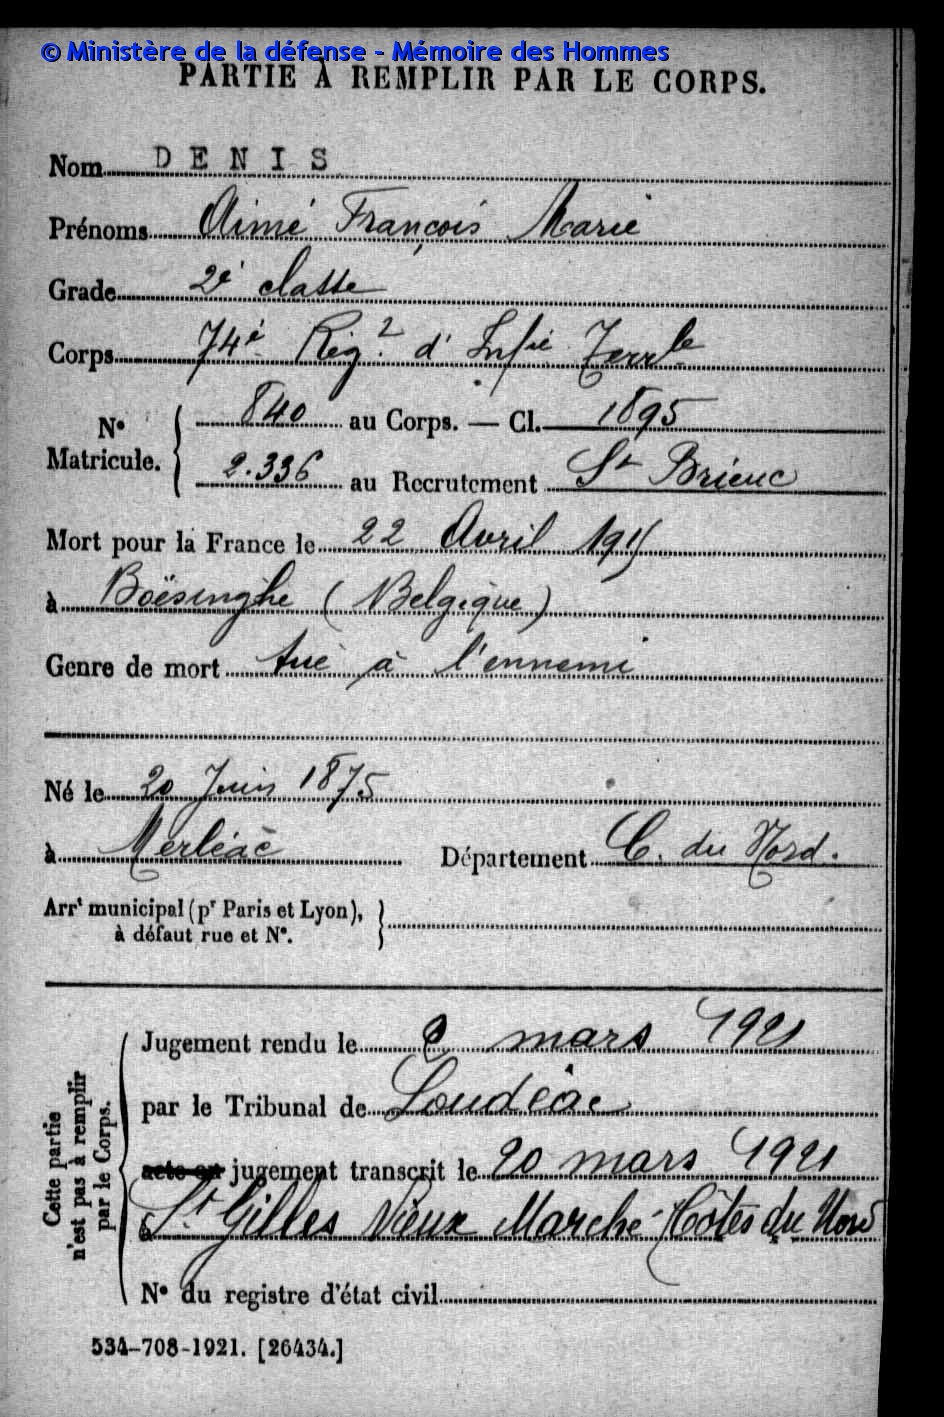 © Ministère de la défense - Mémoire des Hommes
PARTIE À REMPLIR PAR LE CORPS.
Nom DENIS
Prénoms Aimé François Marie
Grade 2e classe
Corps 74e Régt d'Infie Terrle
No Matricule. { 840 au Corps. — Cl. 1895
2.336 au Recrutement St Brieuc
Mort pour la France le 22 Avril 1915
à Boësinghe (Belgique)
Genre de mort tué à l'ennemi
Né le 20 Juin 1875
à Merléac Département C. du Nord.
Arrt municipal (pr Paris et Lyon), }
à défaut rue et No.
Cette partie n'est pas à remplir par le Corps.
Jugement rendu le 2 mars 1921
par le Tribunal de Loudéac
acte ou jugement transcrit le 20 mars 1921
à St Gilles Vieux Marché (Côtes du Nord
No du registre d'état civil
534-708-1921. [26434.]